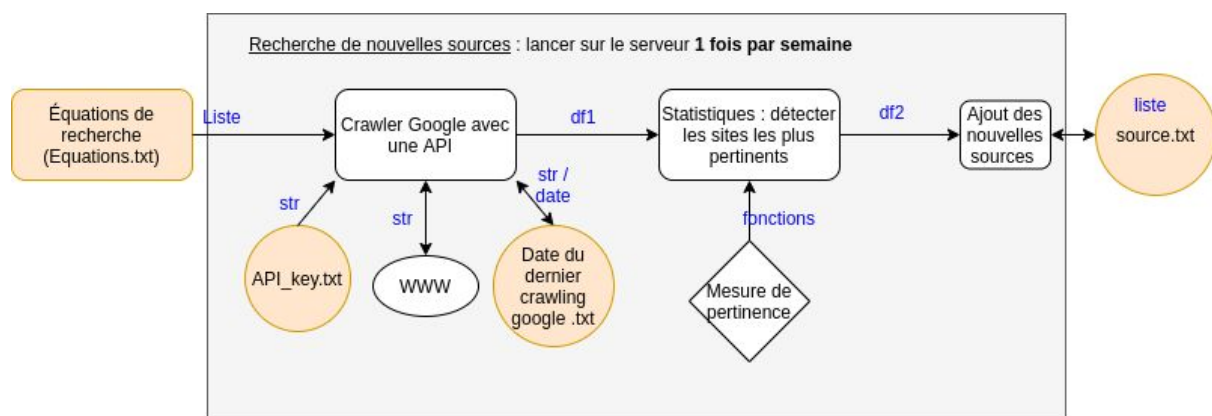 Recherche de nouvelles sources : lancer sur le serveur 1 fois par semaine
Équations de
recherche
(Equations.txt)
Liste
Crawler Google avec
une API
df1
Statistiques : détecter
les sites les plus
pertinents
df2
Ajout des
nouvelles
sources
liste
source.txt
str
str
str /
date
fonctions
API_key.txt
WWW
Date du
dernier
crawling
google .txt
Mesure de
pertinence